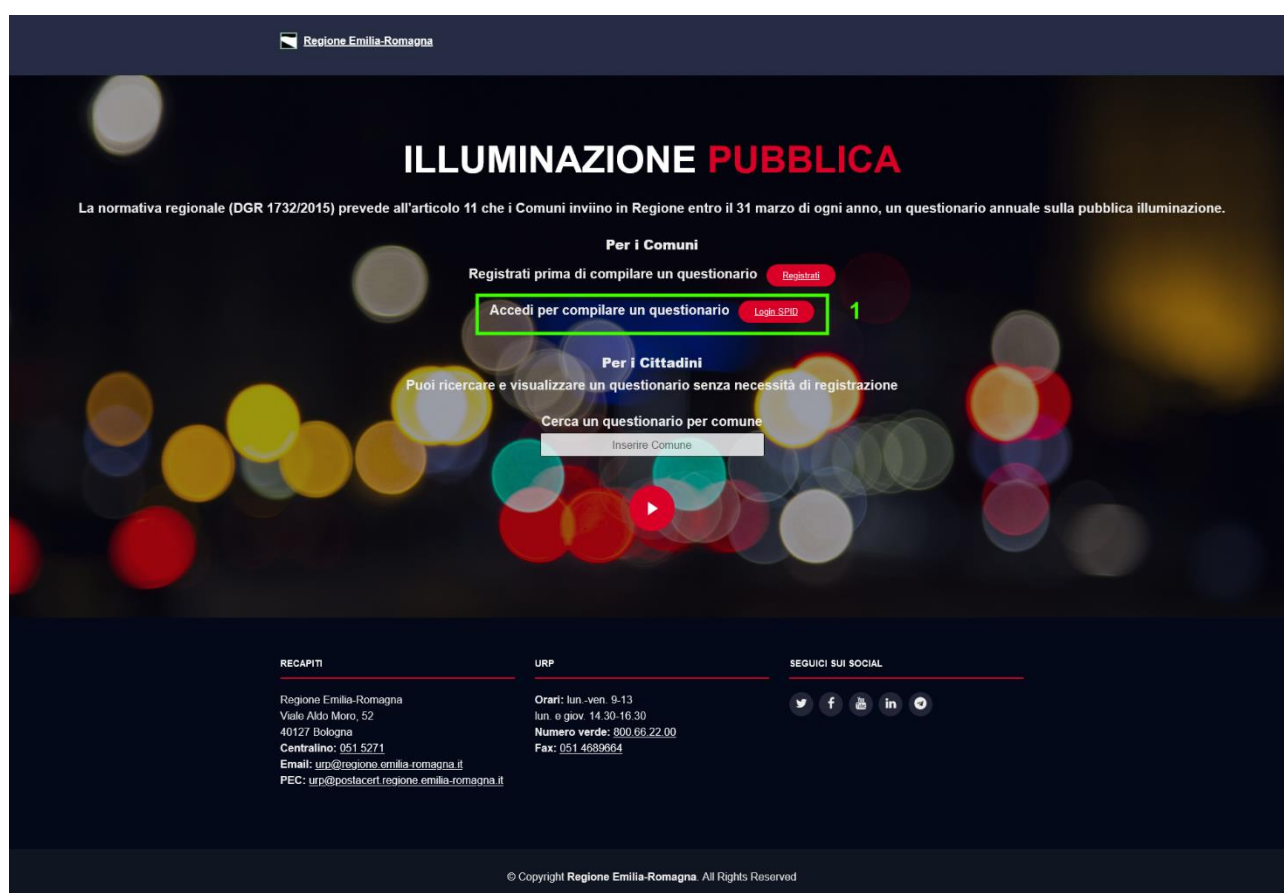 Regione Emilia-Romagna
ILLUMINAZIONE PUBBLICA
La normativa regionale (DGR 1732/2015) prevede all'articolo 11 che i Comuni inviino in Regione entro il 31 marzo di ogni anno, un questionario annuale sulla pubblica illuminazione.
Per i Comuni
Registrati prima di compilare un questionario Registrati
Accedi per compilare un questionario Login SPID 1
Per i Cittadini
Puoi ricercare e visualizzare un questionario senza necessità di registrazione
Cerca un questionario per comune
Inserire Comune
RECAPITI
Regione Emilia-Romagna
Viale Aldo Moro, 52
40127 Bologna
Centralino: 051 5271
Email: urp@regione.emilia-romagna.it
PEC: urp@postacert.regione.emilia-romagna.it
URP
Orari: lun.-ven. 9-13
lun. e giov. 14.30-16.30
Numero verde: 800.66.22.00
Fax: 051 4689664
SEGUICI SUI SOCIAL
© Copyright Regione Emilia-Romagna. All Rights Reserved